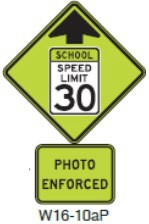 SCHOOL
SPEED
LIMIT
30
PHOTO
ENFORCED
W16-10aP